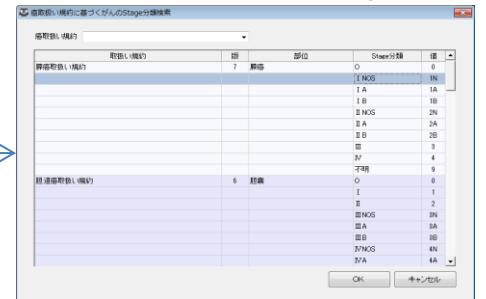 癌取扱い規約に基づくがんのStage分類検索
癌取扱い規約
取扱い規約 版 部位 Stage分類 値
膵癌取扱い規約 7 膵癌 O 0
I NOS 1N
I A 1A
I B 1B
II NOS 2N
II A 2A
II B 2B
III 3
IV 4
不明 9
胆道癌取扱い規約 6 胆嚢 O 0
I 1
II 2
III NOS 3N
III A 3A
III B 3B
IV NOS 4N
IV A 4A
OK キャンセル